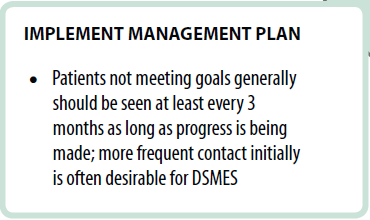 IMPLEMENT MANAGEMENT PLAN
• Patients not meeting goals generally
should be seen at least every 3
months as long as progress is being
made; more frequent contact initially
is often desirable for DSMES